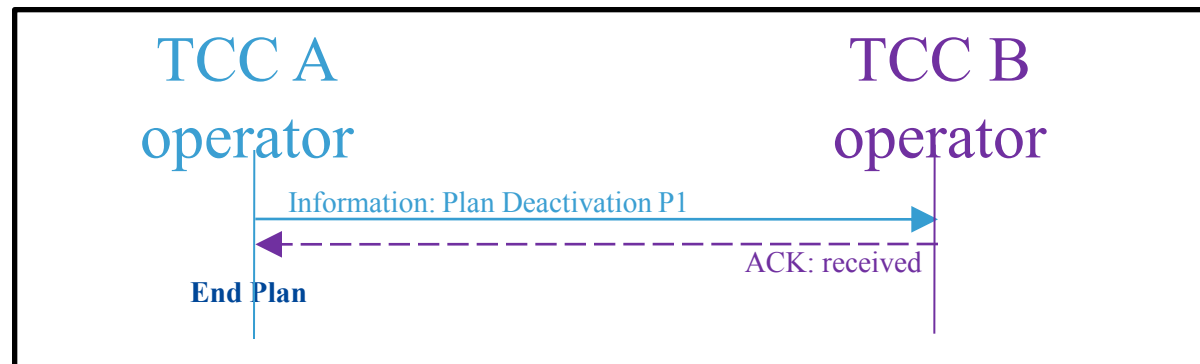 TCC A
operator
TCC B
operator
Information: Plan Deactivation P1
ACK: received
End Plan